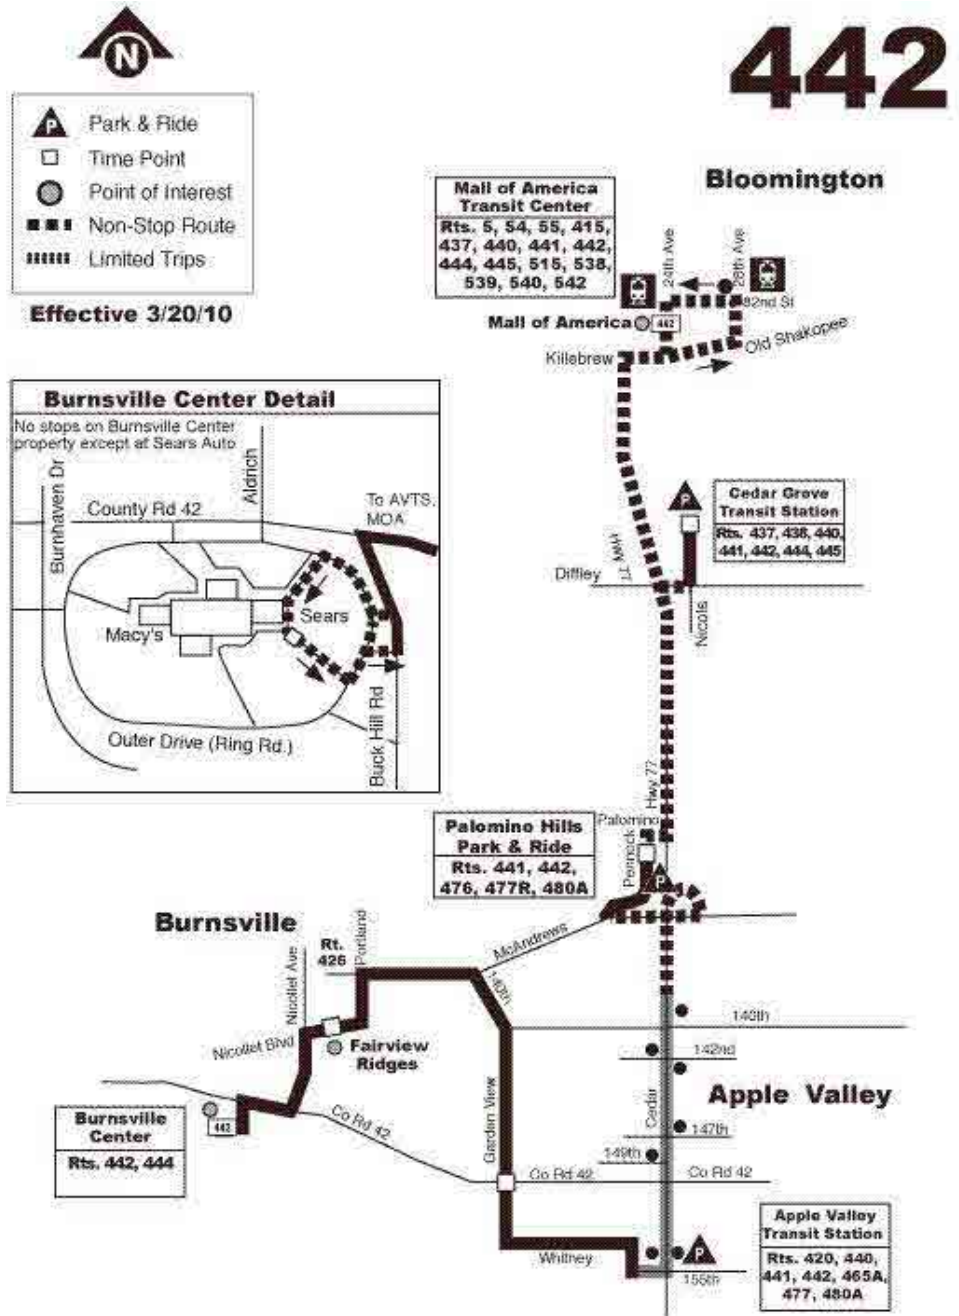 442
N
P Park & Ride
Time Point
Point of Interest
Non-Stop Route
Limited Trips
Effective 3/20/10
Bloomington
Mall of America
Transit Center
Rts. 5, 54, 55, 415,
437, 440, 441, 442,
444, 445, 515, 538,
539, 540, 542
24th Ave
28th Ave
82nd St
Mall of America
442
Killebrew
Old Shakopee
Burnsville Center Detail
No stops on Burnsville Center
property except at Sears Auto
Burnhaven Dr
Aldrich
County Rd 42
To AVTS,
MOA
Macy's
Sears
Outer Drive (Ring Rd.)
Buck Hill Rd
P
Cedar Grove
Transit Station
Rts. 437, 438, 440,
441, 442, 444, 445
Hwy 77
Diffley
Nicols
Hwy 77
Palomino
Pennock
P
Palomino Hills
Park & Ride
Rts. 441, 442,
476, 477R, 480A
McAndrews
Burnsville
Nicollet Ave
Rt.
426
Portland
140th
Nicollet Blvd
Fairview
Ridges
140th
142nd
Apple Valley
Cedar
Garden View
147th
149th
Co Rd 42
Co Rd 42
Co Rd 42
442
Burnsville
Center
Rts. 442, 444
Whitney
P
155th
Apple Valley
Transit Station
Rts. 420, 440,
441, 442, 465A,
477, 480A